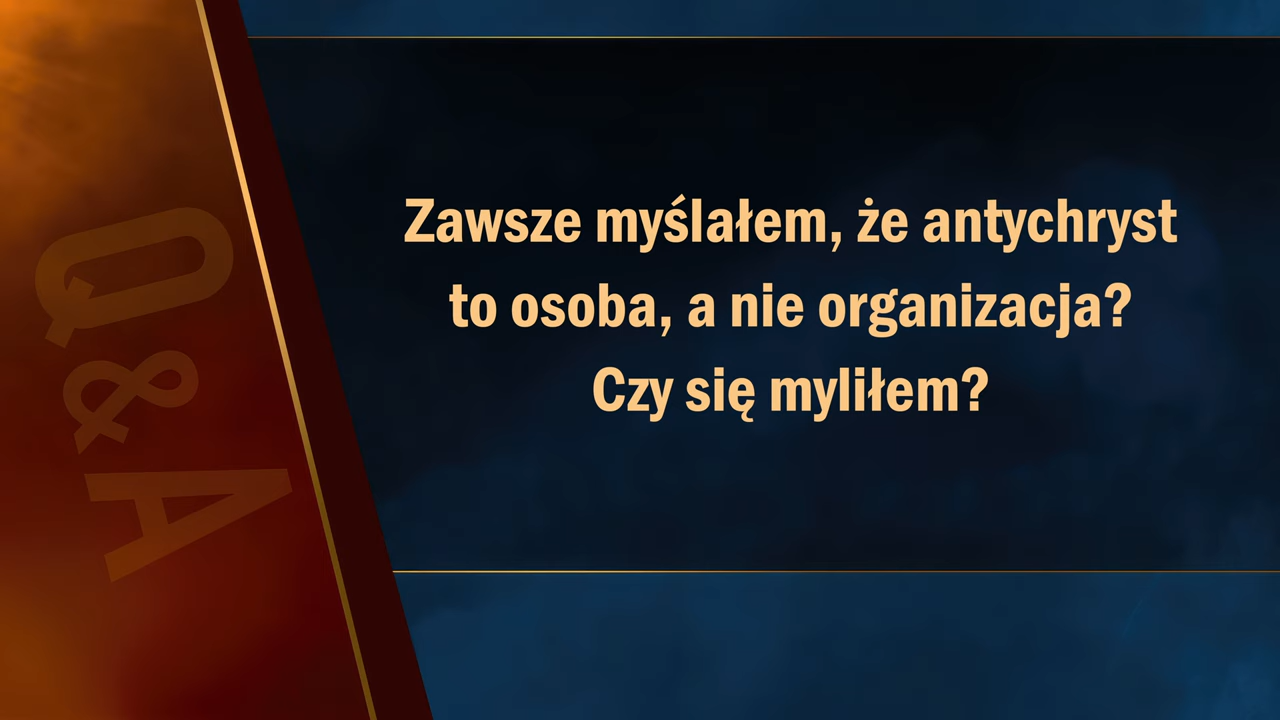 Q & A
Zawsze myślałem, że antychryst
to osoba, a nie organizacja?
Czy się myliłem?